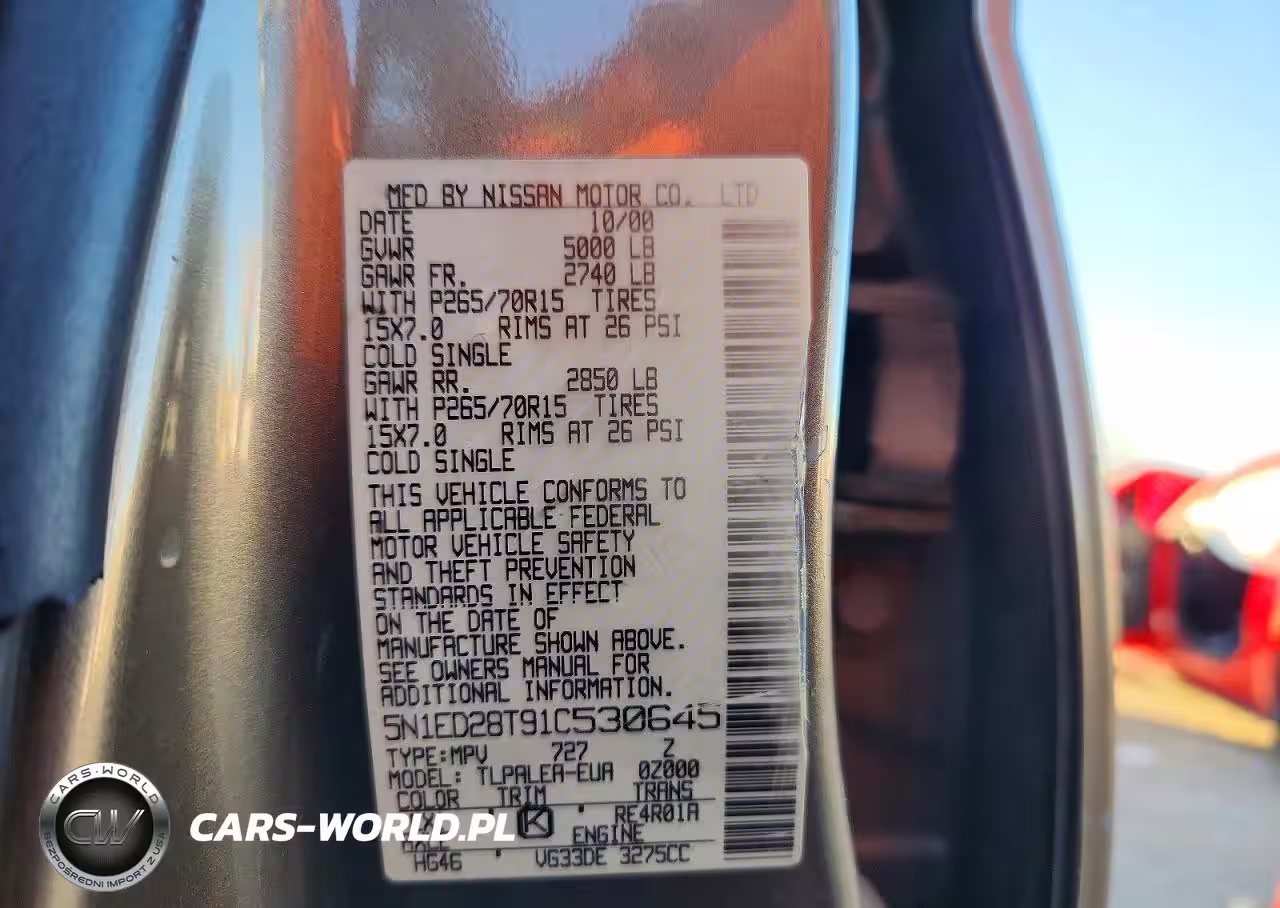 MFD BY NISSAN MOTOR CO. LTD
DATE 10/00
GVWR 5000 LB
GAWR FR. 2740 LB
WITH P265/70R15 TIRES
15X7.0 RIMS AT 26 PSI
COLD SINGLE
GAWR RR. 2850 LB
WITH P265/70R15 TIRES
15X7.0 RIMS AT 26 PSI
COLD SINGLE
THIS VEHICLE CONFORMS TO
ALL APPLICABLE FEDERAL
MOTOR VEHICLE SAFETY
AND THEFT PREVENTION
STANDARDS IN EFFECT
ON THE DATE OF
MANUFACTURE SHOWN ABOVE.
SEE OWNERS MANUAL FOR
ADDITIONAL INFORMATION.
5N1ED28T91C530645
TYPE:MPV 727 Z
MODEL: TLPALEA-EUA 0Z000
COLOR TRIM TRANS
K RE4R01A
ENGINE
HG46 VG33DE 3275CC
CARS-WORLD
CW
BEZPOŚREDNI IMPORT Z USA
CARS-WORLD.PL